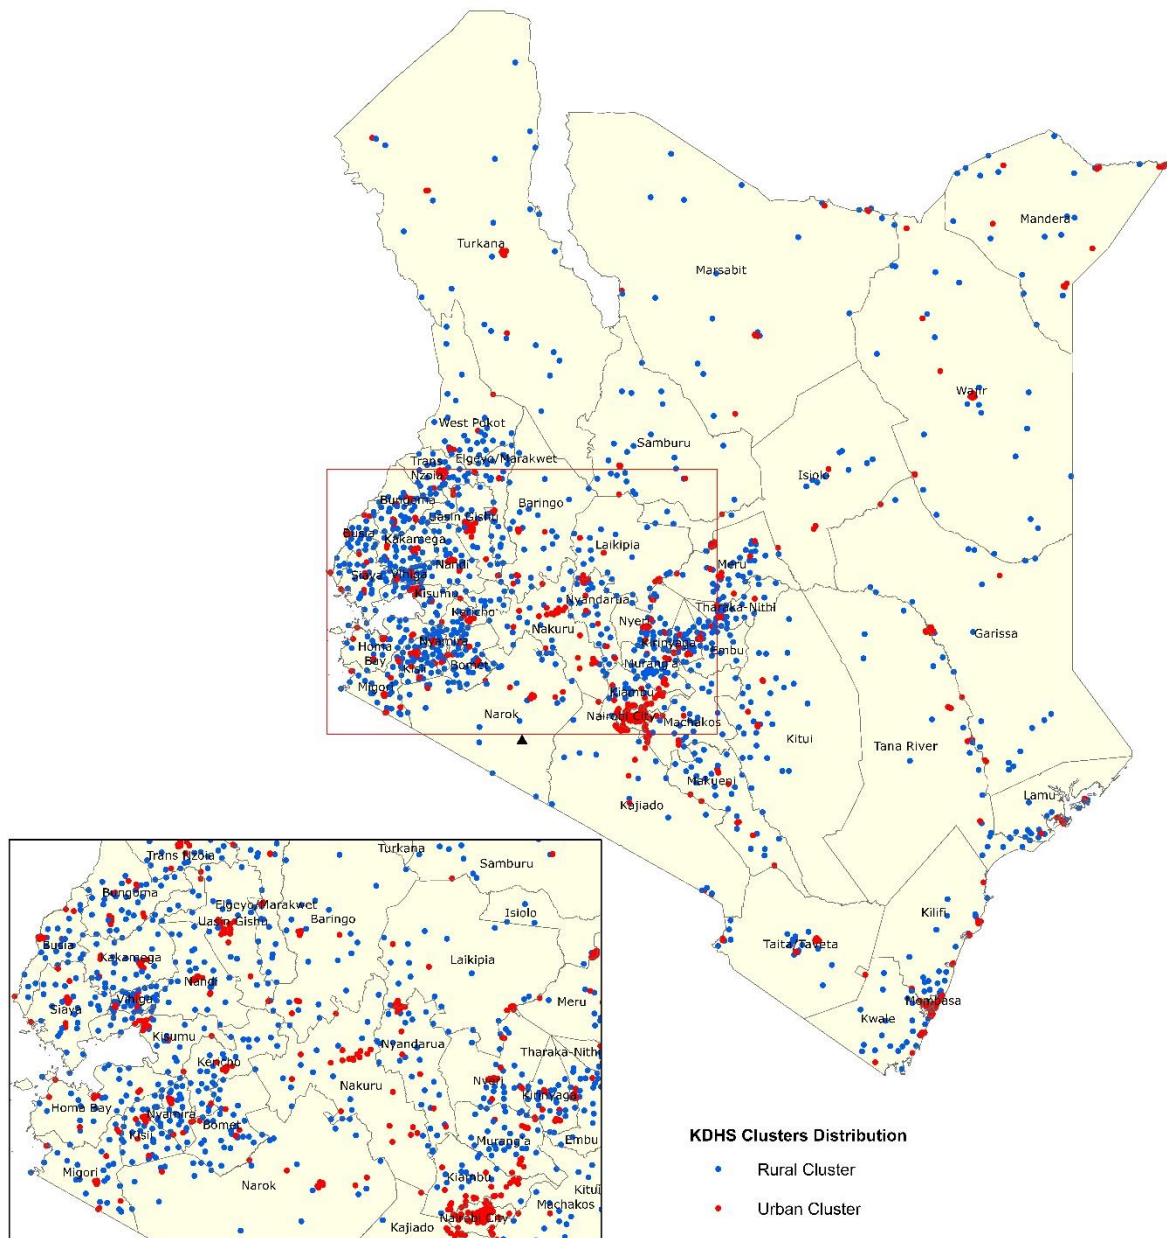 Turkana
Mandera
Marsabit
Wajir
West Pokot
Samburu
Trans
Nzoia
Elgeyo/Marakwet
Isiolo
Bungoma
Baringo
Uasin Gishu
Busia
Kakamega
Laikipia
Nandi
Meru
Siaya
Vihiga
Kisumu
Nyandarua
Tharaka-Nithi
Kericho
Nyeri
Nakuru
Garissa
Nyamira
Kirinyaga
Homa
Bay
Embu
Kisii
Bomet
Murang'a
Migori
Kiambu
Narok
Nairobi City
Machakos
Kitui
Tana River
Makueni
Kajiado
Lamu
Kilifi
Taita/Taveta
Mombasa
Kwale
Turkana
Trans Nzoia
Samburu
Bungoma
Elgeyo/Marakwet
Isiolo
Uasin Gishu
Baringo
Busia
Kakamega
Laikipia
Nandi
Vihiga
Meru
Siaya
Kisumu
Nyandarua
Tharaka-Nith
Kericho
Nyeri
Nakuru
Kirinyaga
Homa Bay
Nyamira
Bomet
Kisii
Murang'a
Embu
Migori
Kiambu
Narok
Kitui
Machakos
Nairobi City
Kajiado
KDHS Clusters Distribution
Rural Cluster
Urban Cluster